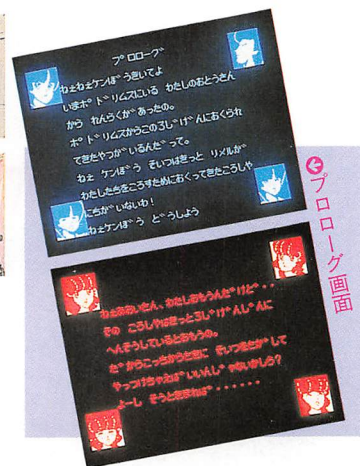 プロローグ
ねぇねぇケンぼうきいてよ
いまポドリムスにいる わたしのおとうさん
から れんらくがあったの。
ポドリムスからこの3じげんにおくられ
てきたやつがいるんだって。
ねぇ ケンぼう そいつはきっと リメルが
わたしたちをころすためにおくってきたころしや
にちがいないわ!
ねぇケンぼう どうしよう
ねぇあおいさん、わたしおもうんだけど・・
その ころしやはきっと3じげんじんに
へんそうしているとおもうの。
だからこっちからさきに そいつをさがして
やっつけちゃえばいいんじゃないかしら?
よーし そうときまれば・・・・・・
プロローグ画面